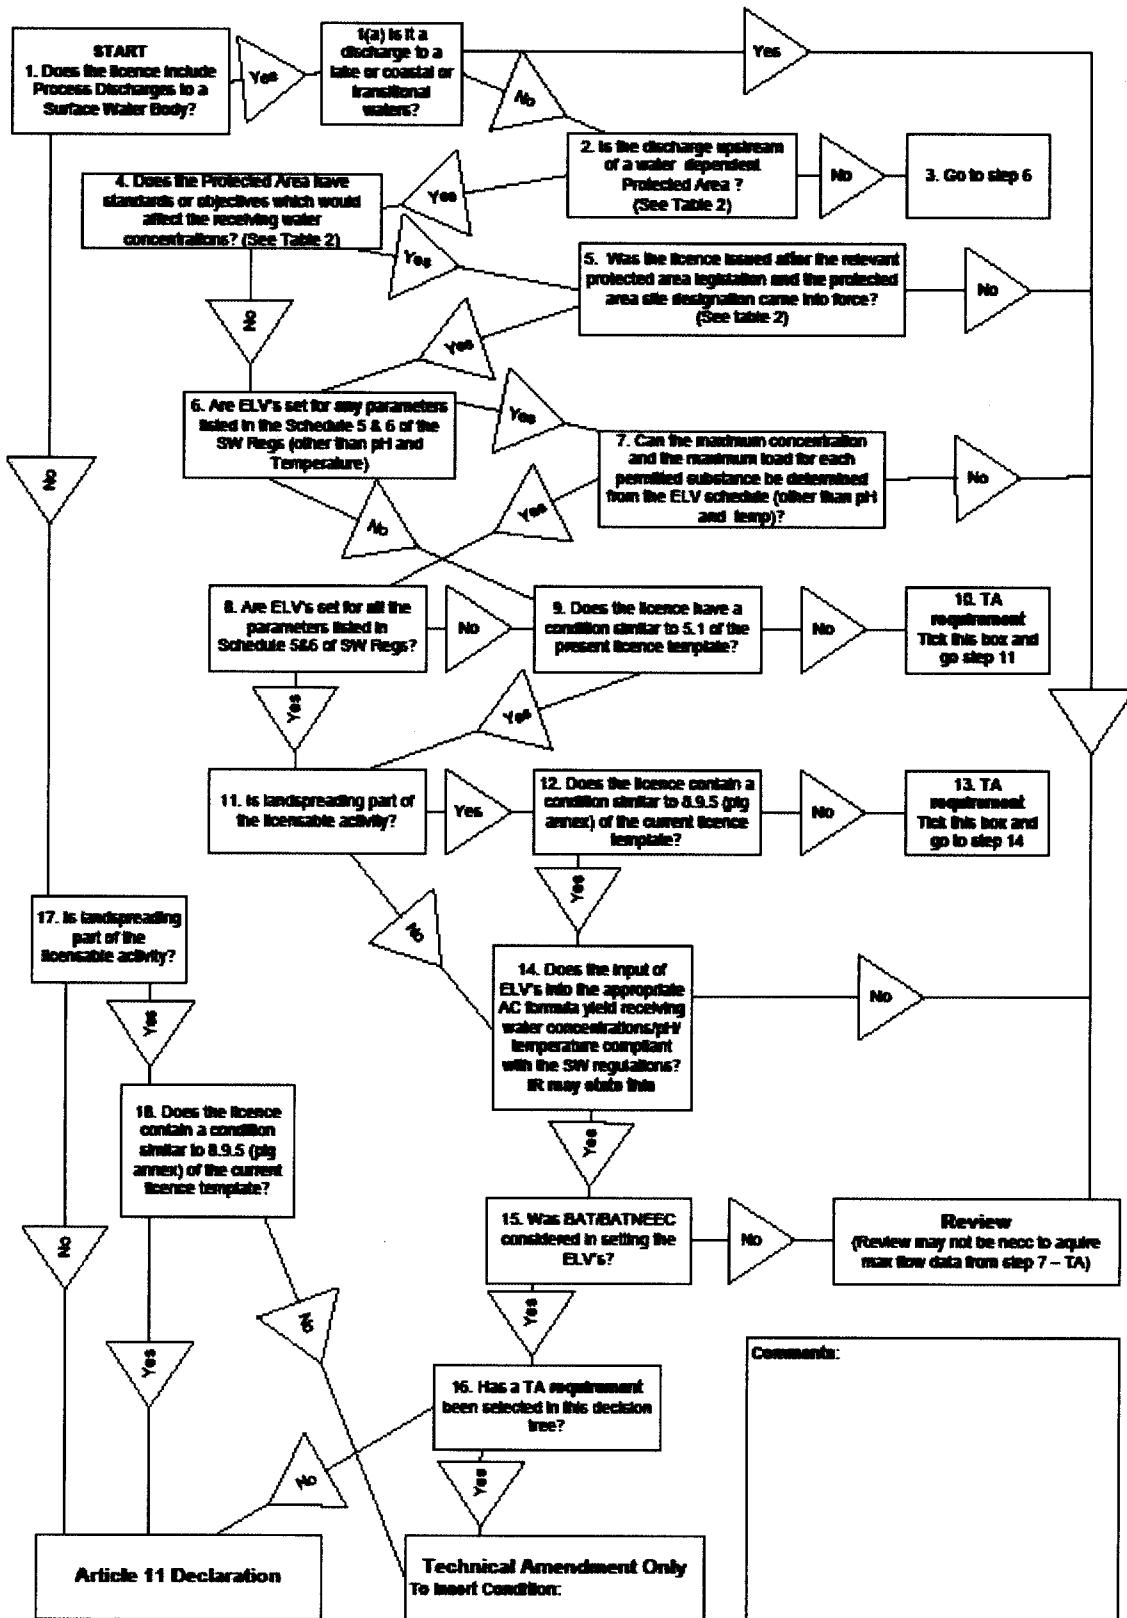 START
1. Does the licence include
Process Discharges to a
Surface Water Body?
Yes
1(a) Is it a
discharge to a
lake or coastal or
transitional
waters?
Yes
No
2. Is the discharge upstream
of a water dependent
Protected Area ?
(See Table 2)
No
3. Go to step 6
Yes
4. Does the Protected Area have
standards or objectives which would
affect the receiving water
concentrations? (See Table 2)
Yes
5. Was the licence issued after the relevant
protected area legislation and the protected
area site designation came into force?
(See table 2)
No
No
Yes
6. Are ELV's set for any parameters
listed in the Schedule 5 & 6 of the
SW Regs (other than pH and
Temperature)
Yes
7. Can the maximum concentration
and the maximum load for each
permitted substance be determined
from the ELV schedule (other than pH
and temp)?
No
No
No
Yes
8. Are ELV's set for all the
parameters listed in
Schedule 5&6 of SW Regs?
No
9. Does the licence have a
condition similar to 5.1 of the
present licence template?
No
10. TA
requirement
Tick this box and
go step 11
Yes
Yes
11. Is landspreading part of
the licensable activity?
Yes
12. Does the licence contain a
condition similar to 8.9.5 (pig
annex) of the current licence
template?
No
13. TA
requirement
Tick this box and
go to step 14
Yes
No
17. Is landspreading
part of the
licensable activity?
14. Does the input of
ELV's into the appropriate
AC formula yield receiving
water concentrations/pH/
temperature compliant
with the SW regulations?
IR may state this
No
Yes
18. Does the licence
contain a condition
similar to 8.9.5 (pig
annex) of the current
licence template?
Yes
15. Was BAT/BATNEEC
considered in setting the
ELV's?
No
Review
(Review may not be necc to aquire
max flow data from step 7 – TA)
No
No
Yes
Yes
Comments:
16. Has a TA requirement
been selected in this decision
tree?
No
Yes
Article 11 Declaration
Technical Amendment Only
To Insert Condition: